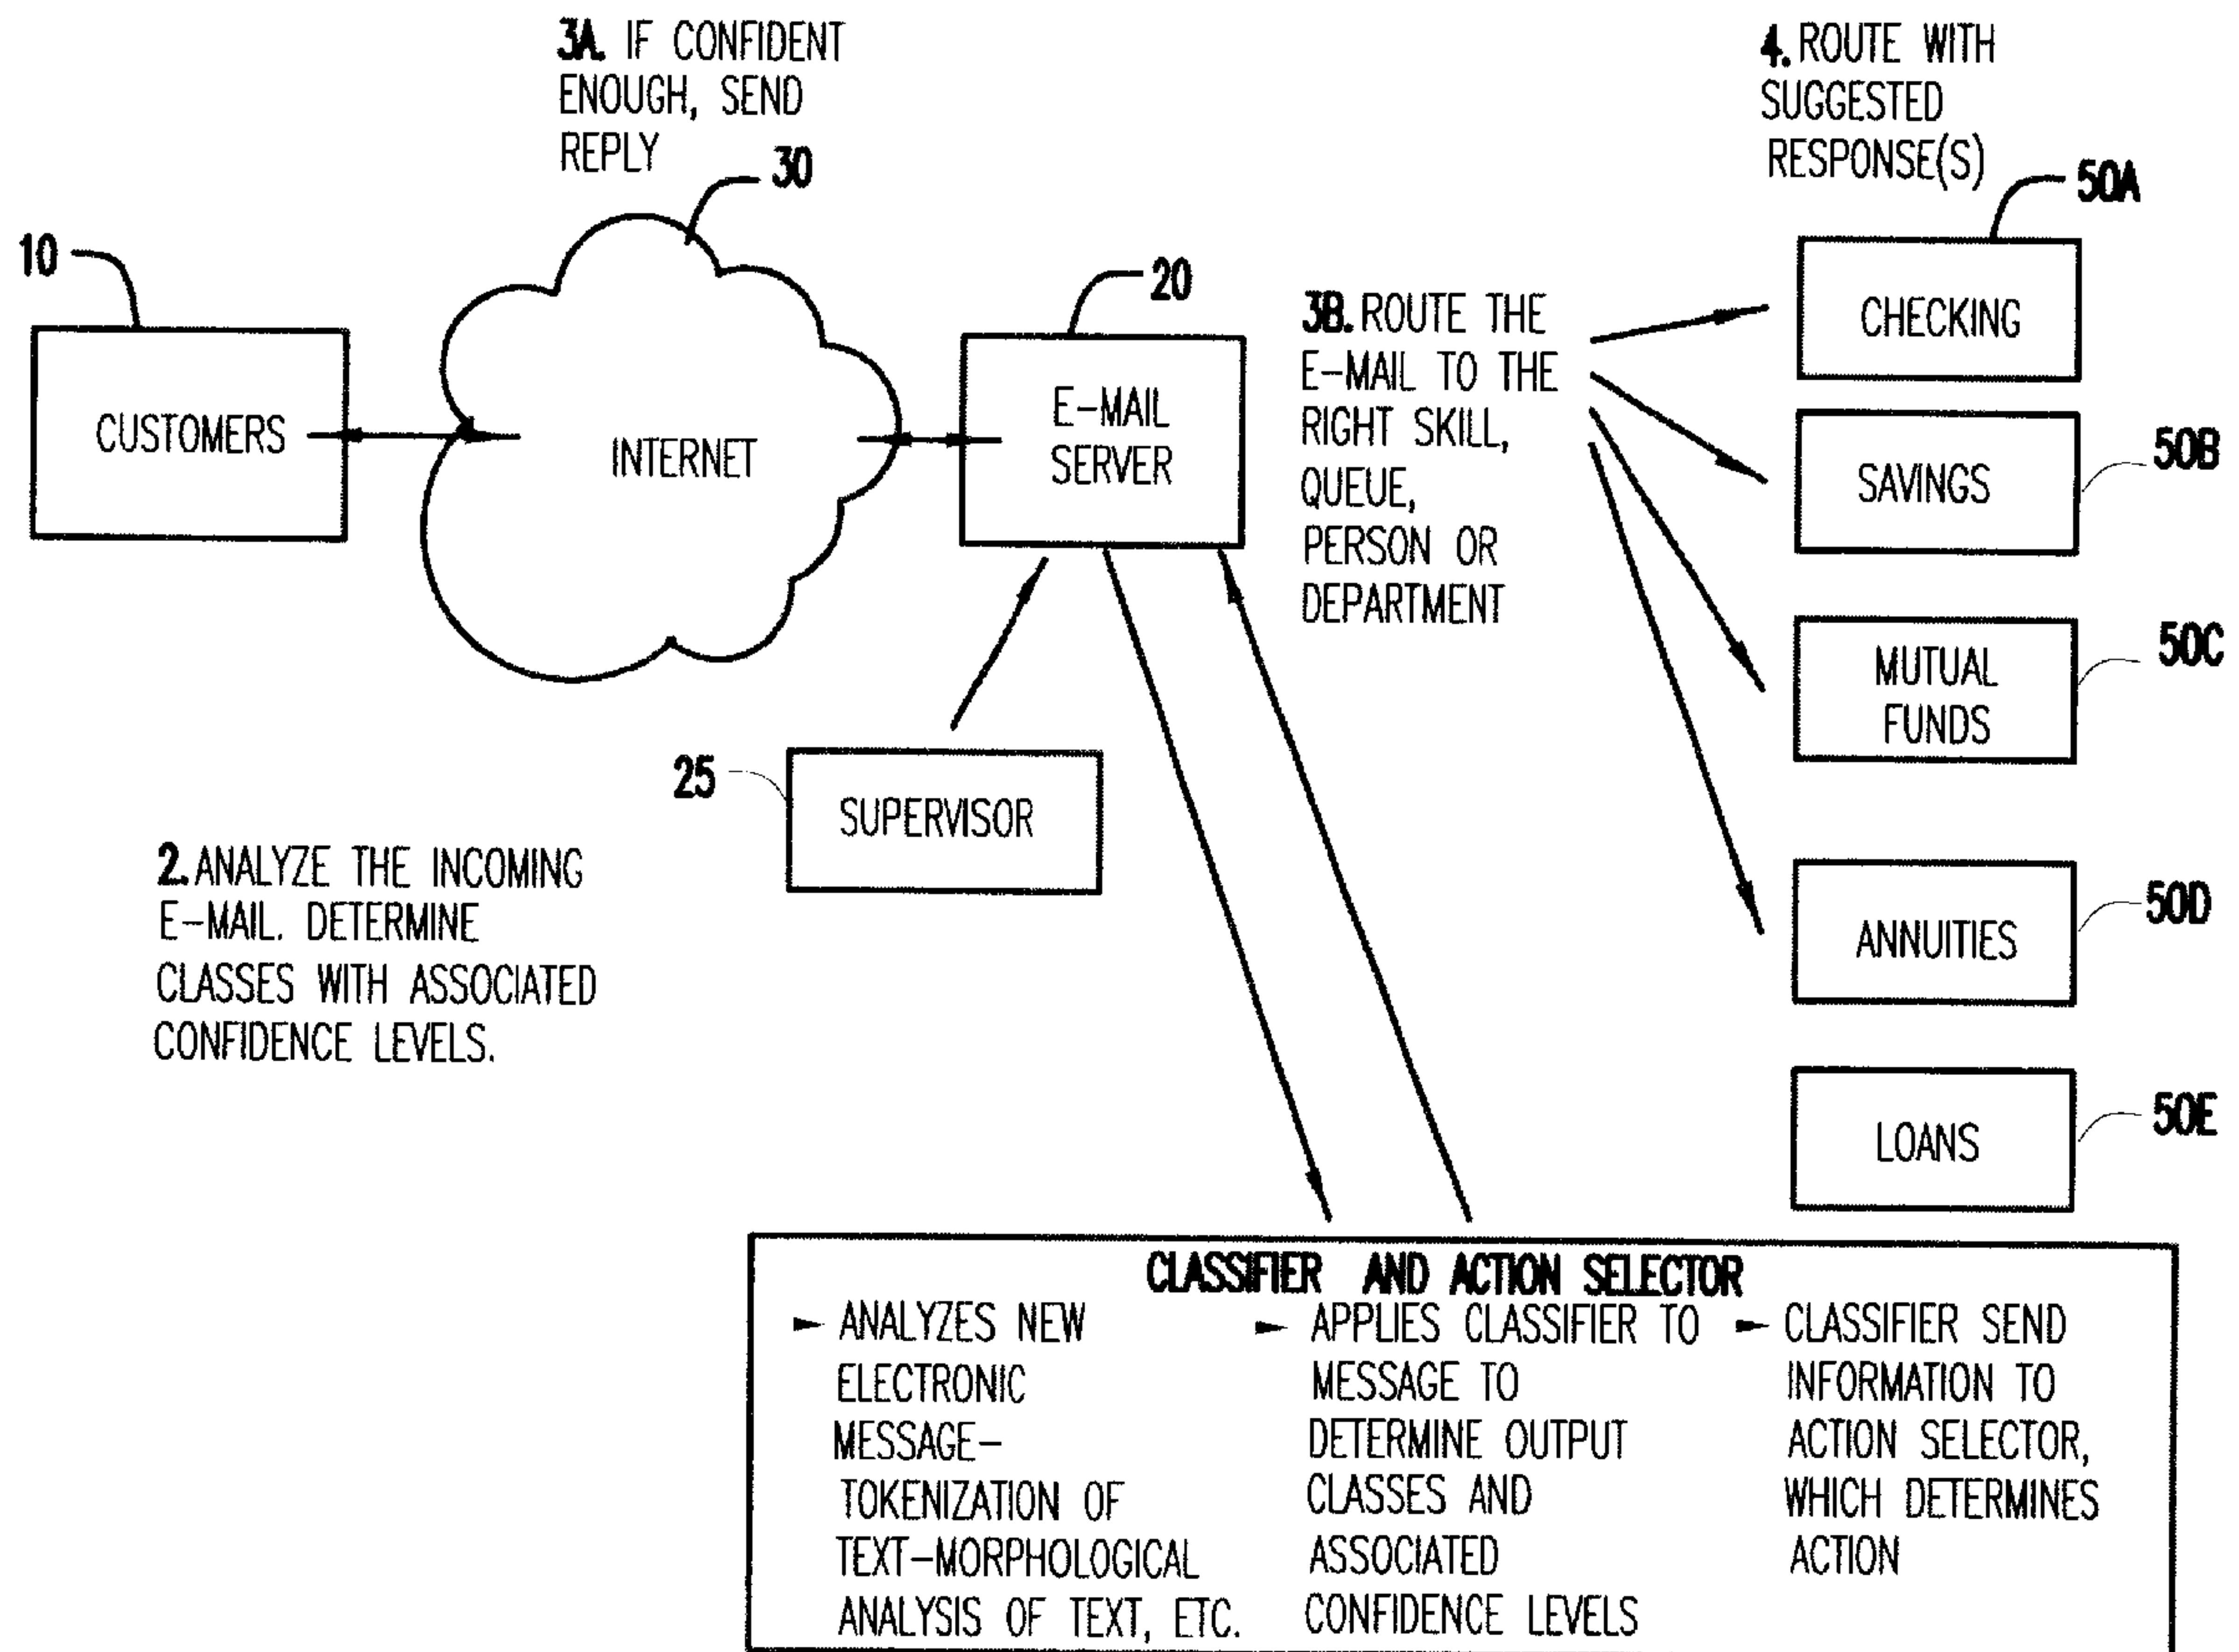 3A. IF CONFIDENT
ENOUGH, SEND
REPLY
30
4. ROUTE WITH
SUGGESTED
RESPONSE(S)
50A
10
20
CUSTOMERS
INTERNET
E-MAIL
SERVER
3B. ROUTE THE
E-MAIL TO THE
RIGHT SKILL,
QUEUE,
PERSON OR
DEPARTMENT
CHECKING
SAVINGS
50B
MUTUAL
FUNDS
50C
25
SUPERVISOR
2. ANALYZE THE INCOMING
E-MAIL. DETERMINE
CLASSES WITH ASSOCIATED
CONFIDENCE LEVELS.
ANNUITIES
50D
LOANS
50E
CLASSIFIER AND ACTION SELECTOR
ANALYZES NEW
ELECTRONIC
MESSAGE-
TOKENIZATION OF
TEXT-MORPHOLOGICAL
ANALYSIS OF TEXT, ETC.
APPLIES CLASSIFIER TO
MESSAGE TO
DETERMINE OUTPUT
CLASSES AND
ASSOCIATED
CONFIDENCE LEVELS
CLASSIFIER SEND
INFORMATION TO
ACTION SELECTOR,
WHICH DETERMINES
ACTION